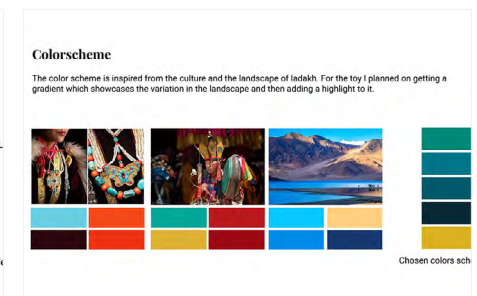 Colorscheme
The color scheme is inspired from the culture and the landscape of ladakh. For the toy I planned on getting a
gradient which showcases the variation in the landscape and then adding a highlight to it.
Chosen colors sch